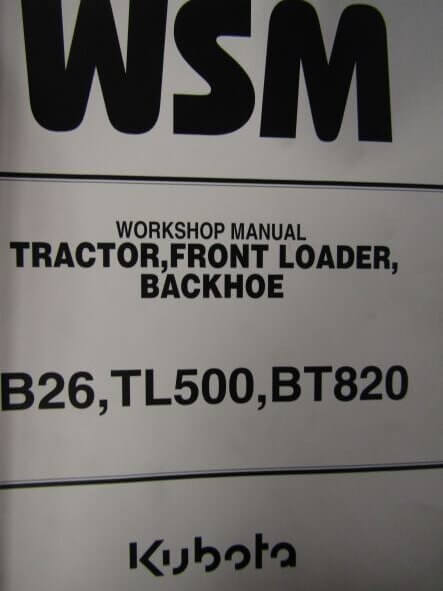 WSM
WORKSHOP MANUAL
TRACTOR,FRONT LOADER,
BACKHOE
B26,TL500,BT820
Kubota